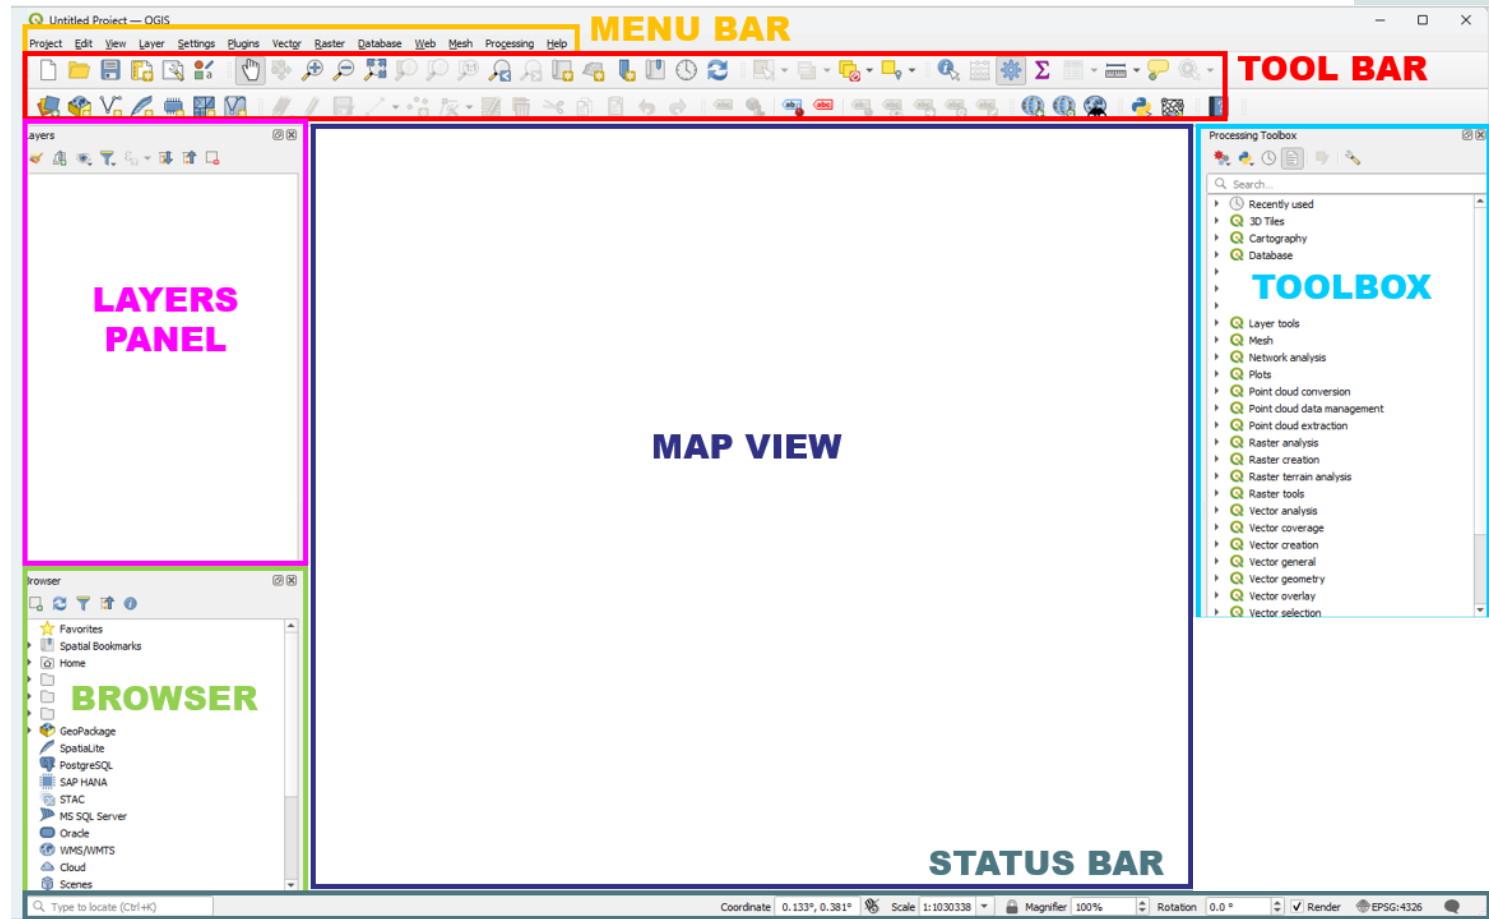 Untitled Project — QGIS
MENU BAR
Project Edit View Layer Settings Plugins Vector Raster Database Web Mesh Processing Help
TOOL BAR
ayers
LAYERS
PANEL
rowser
Favorites
Spatial Bookmarks
Home
BROWSER
GeoPackage
SpatiaLite
PostgreSQL
SAP HANA
STAC
MS SQL Server
Oracle
WMS/WMTS
Cloud
Scenes
MAP VIEW
Processing Toolbox
Search...
Recently used
3D Tiles
Cartography
Database
TOOLBOX
Layer tools
Mesh
Network analysis
Plots
Point cloud conversion
Point cloud data management
Point cloud extraction
Raster analysis
Raster creation
Raster terrain analysis
Raster tools
Vector analysis
Vector coverage
Vector creation
Vector general
Vector geometry
Vector overlay
Vector selection
STATUS BAR
Type to locate (Ctrl+K) Coordinate 0.133°, 0.381° Scale 1:1030338 Magnifier 100% Rotation 0.0 ° Render EPSG:4326